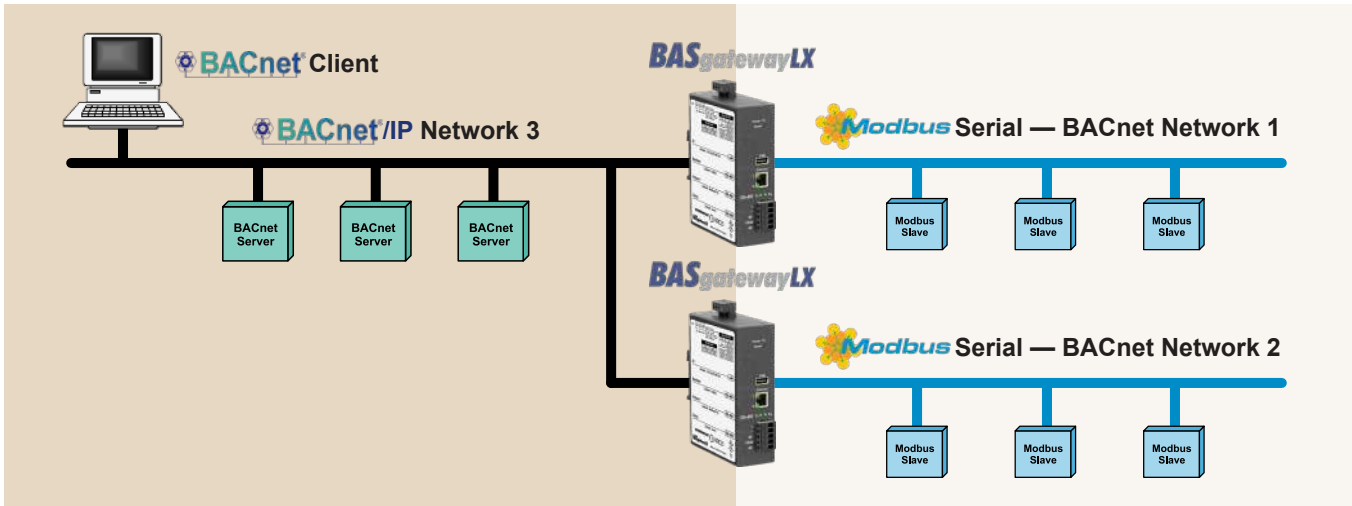 BACnet® Client
BACnet®/IP Network 3
BASgatewayLX
Modbus Serial — BACnet Network 1
BACnet
Server
BACnet
Server
BACnet
Server
Modbus
Slave
Modbus
Slave
Modbus
Slave
BASgatewayLX
Modbus Serial — BACnet Network 2
Modbus
Slave
Modbus
Slave
Modbus
Slave